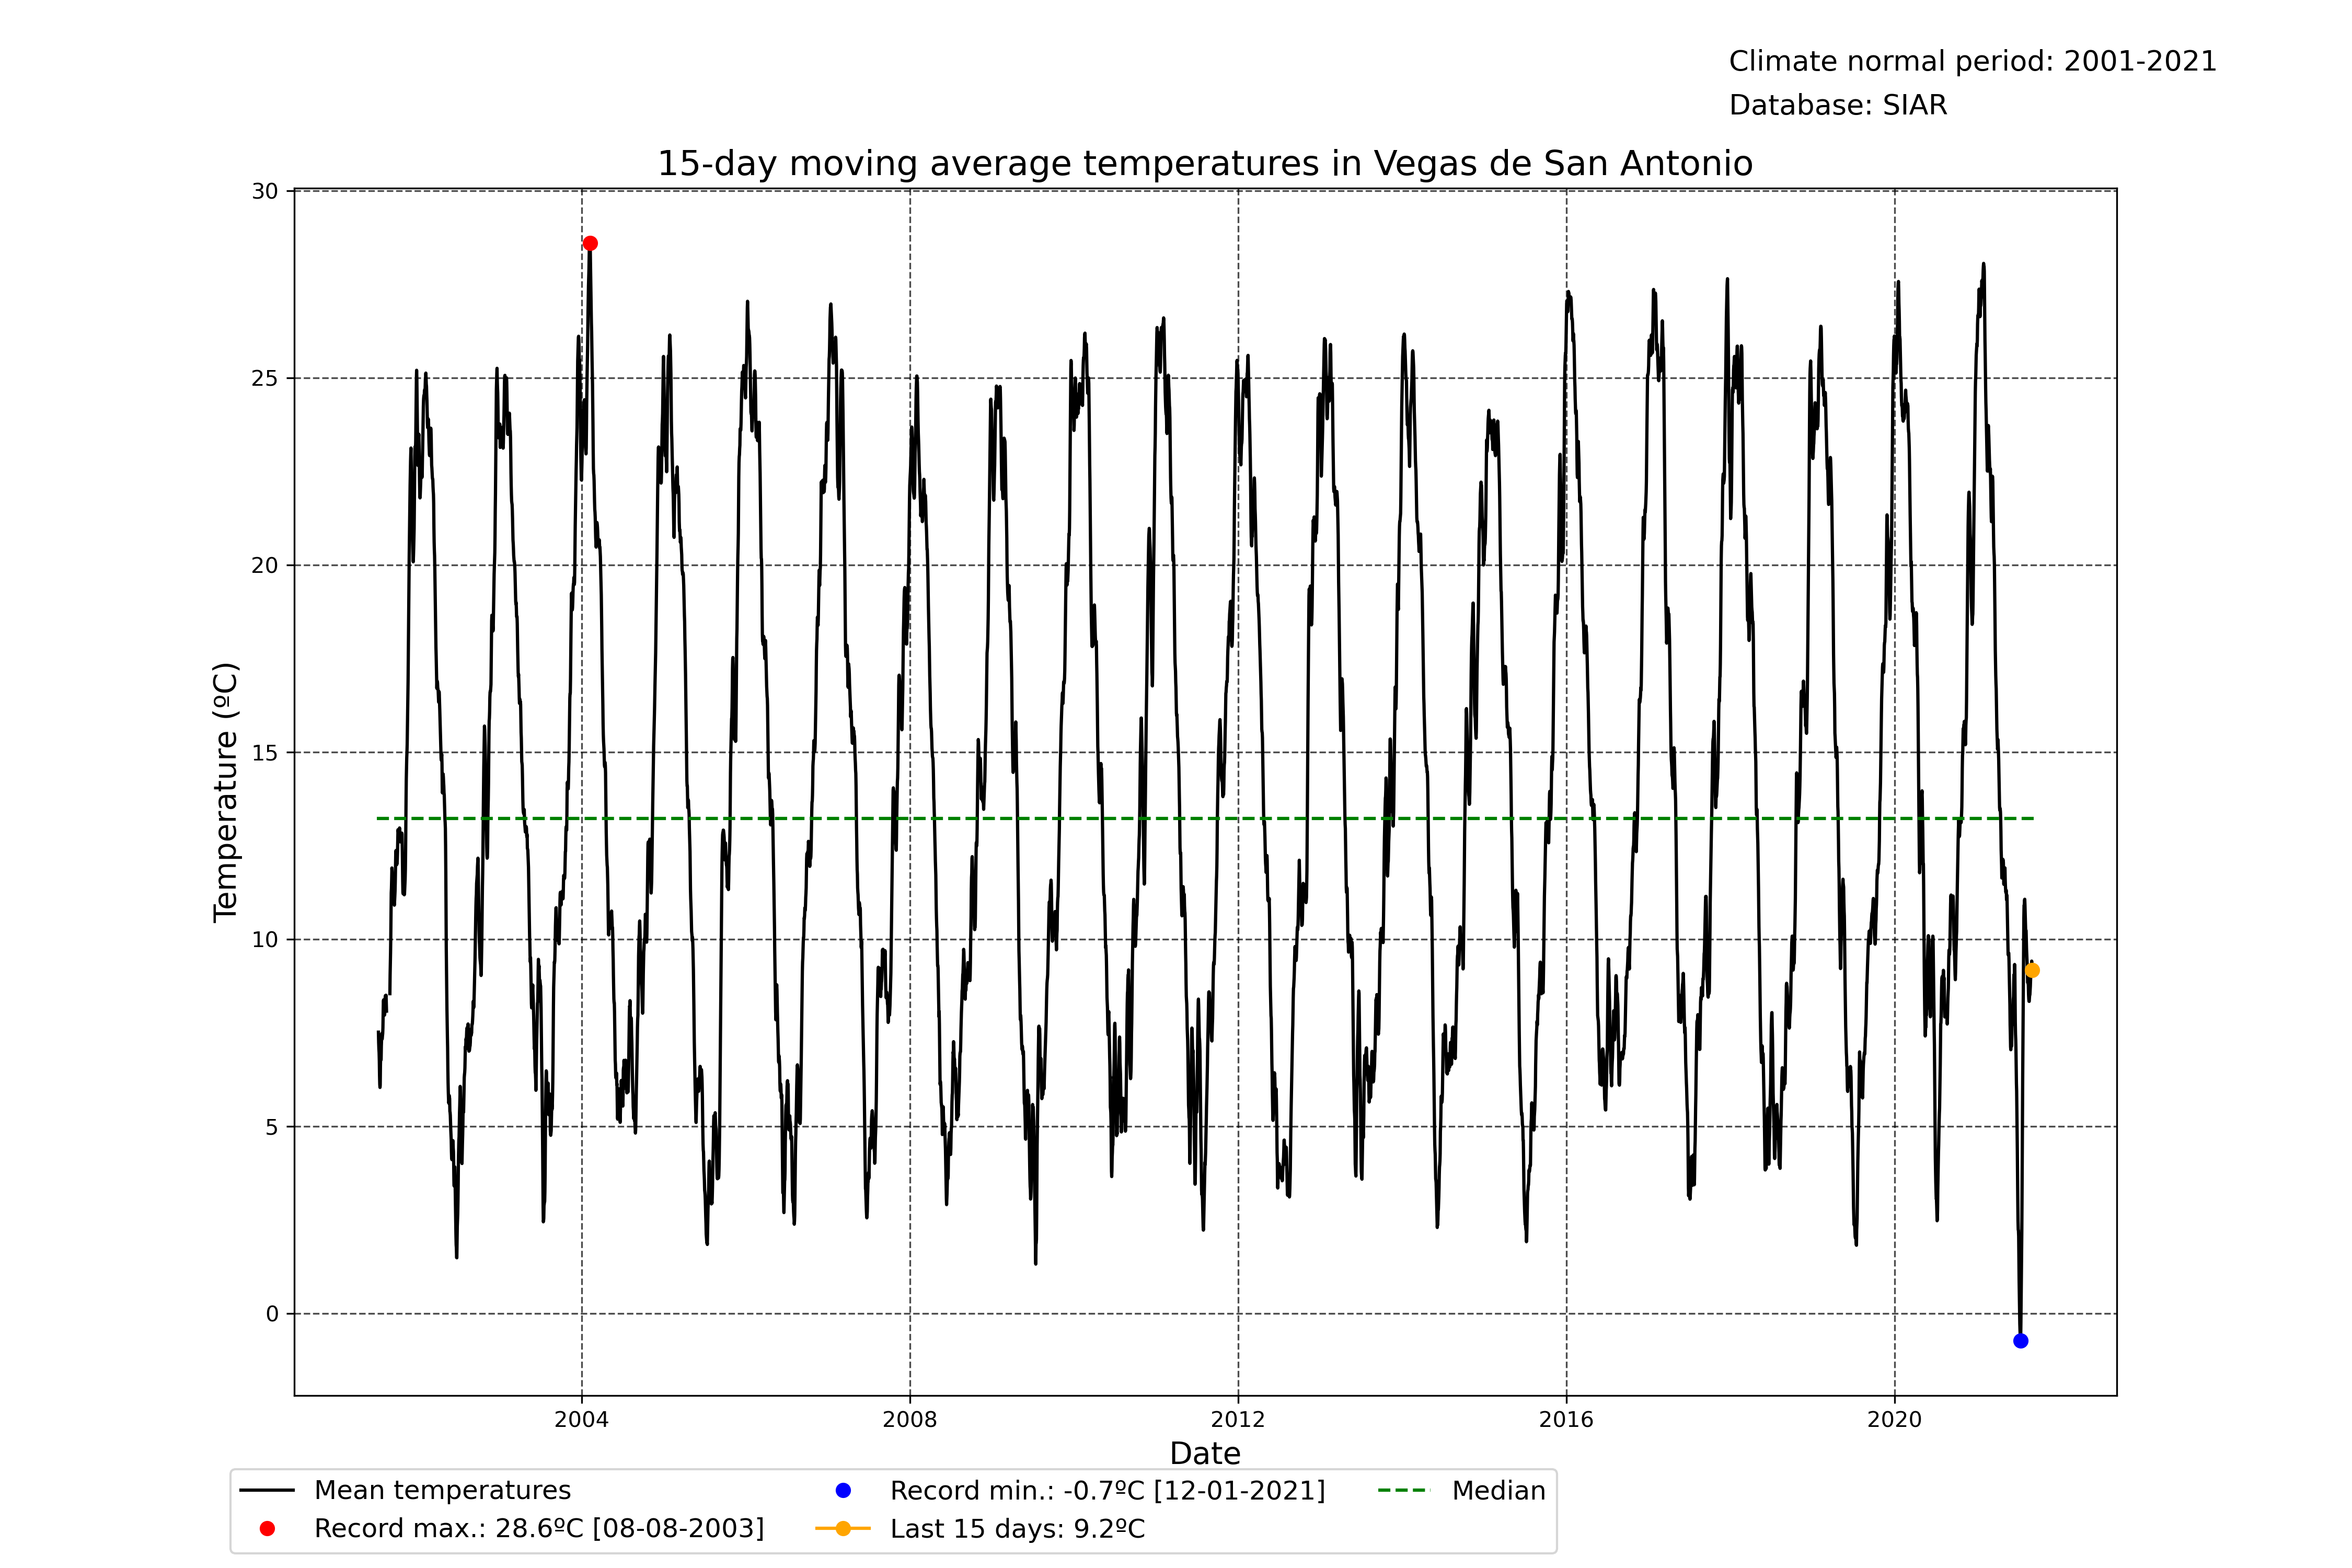 Climate normal period: 2001-2021
Database: SIAR
15-day moving average temperatures in Vegas de San Antonio
30
25
20
15
10
5
0
Temperature (ºC)
2004 2008 2012 2016 2020
Date
Mean temperatures
Record max.: 28.6ºC [08-08-2003]
Record min.: -0.7ºC [12-01-2021]
Last 15 days: 9.2ºC
Median